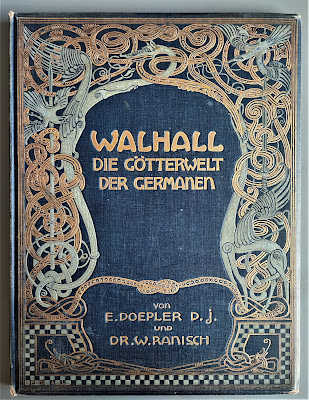 WALHALL
DIE GÖTTERWELT
DER GERMANEN
VON
E. DOEPLER D. J.
UND
DR. W. RANISCH